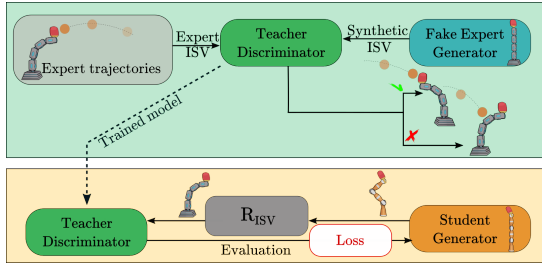 Expert trajectories
Expert
ISV
Teacher
Discriminator
Synthetic
ISV
Fake Expert
Generator
Trained model
Teacher
Discriminator
R_ISV
Evaluation
Loss
Student
Generator